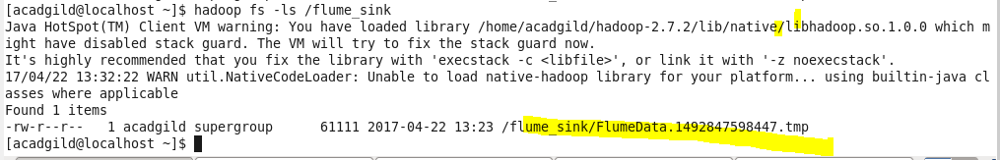 [acadgild@localhost ~]$ hadoop fs -ls /flume_sink
Java HotSpot(TM) Client VM warning: You have loaded library /home/acadgild/hadoop-2.7.2/lib/native/libhadoop.so.1.0.0 which m
ight have disabled stack guard. The VM will try to fix the stack guard now.
It's highly recommended that you fix the library with 'execstack -c <libfile>', or link it with '-z noexecstack'.
17/04/22 13:32:22 WARN util.NativeCodeLoader: Unable to load native-hadoop library for your platform... using builtin-java cl
asses where applicable
Found 1 items
-rw-r--r--   1 acadgild supergroup      61111 2017-04-22 13:23 /flume_sink/FlumeData.1492847598447.tmp
[acadgild@localhost ~]$